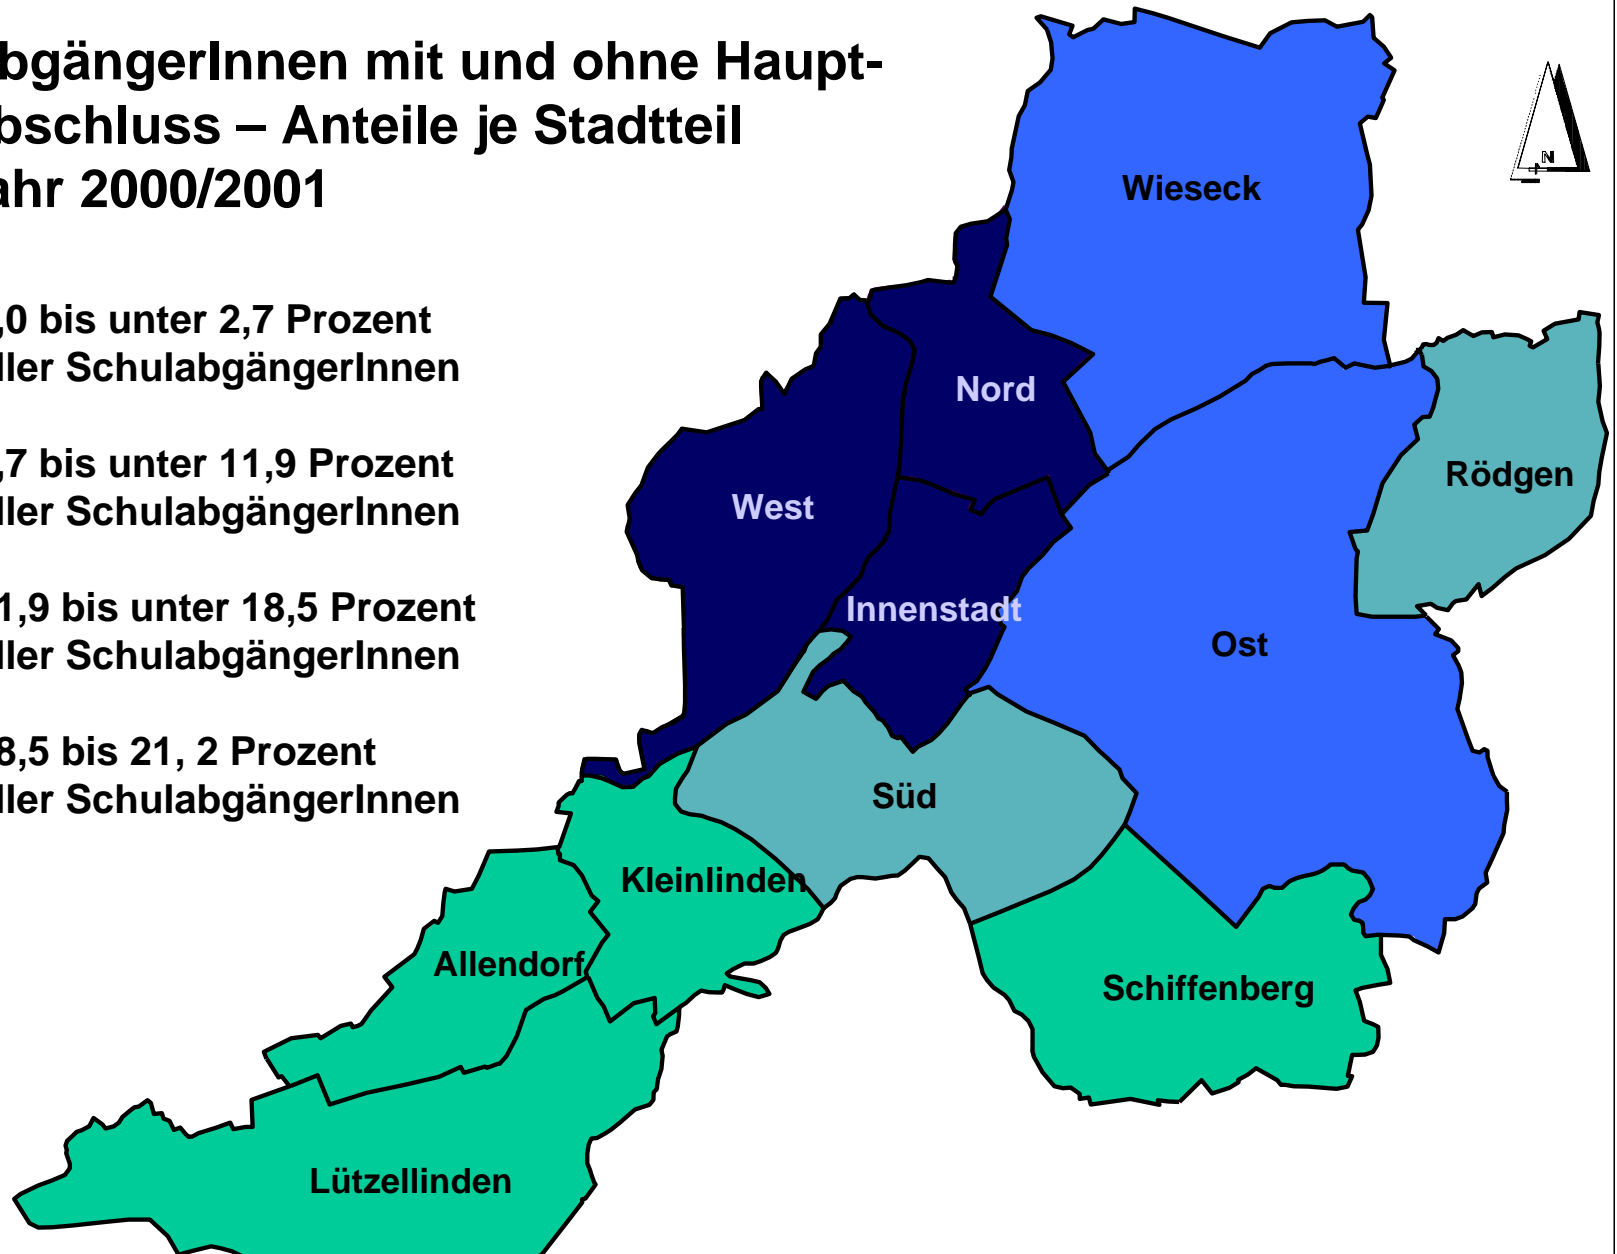 bgängerInnen mit und ohne Haupt-
bschluss – Anteile je Stadtteil
ahr 2000/2001
,0 bis unter 2,7 Prozent
ller SchulabgängerInnen
,7 bis unter 11,9 Prozent
ller SchulabgängerInnen
1,9 bis unter 18,5 Prozent
ller SchulabgängerInnen
8,5 bis 21, 2 Prozent
ller SchulabgängerInnen
N
Wieseck
Nord
Rödgen
West
Innenstadt
Ost
Süd
Kleinlinden
Allendorf
Schiffenberg
Lützellinden